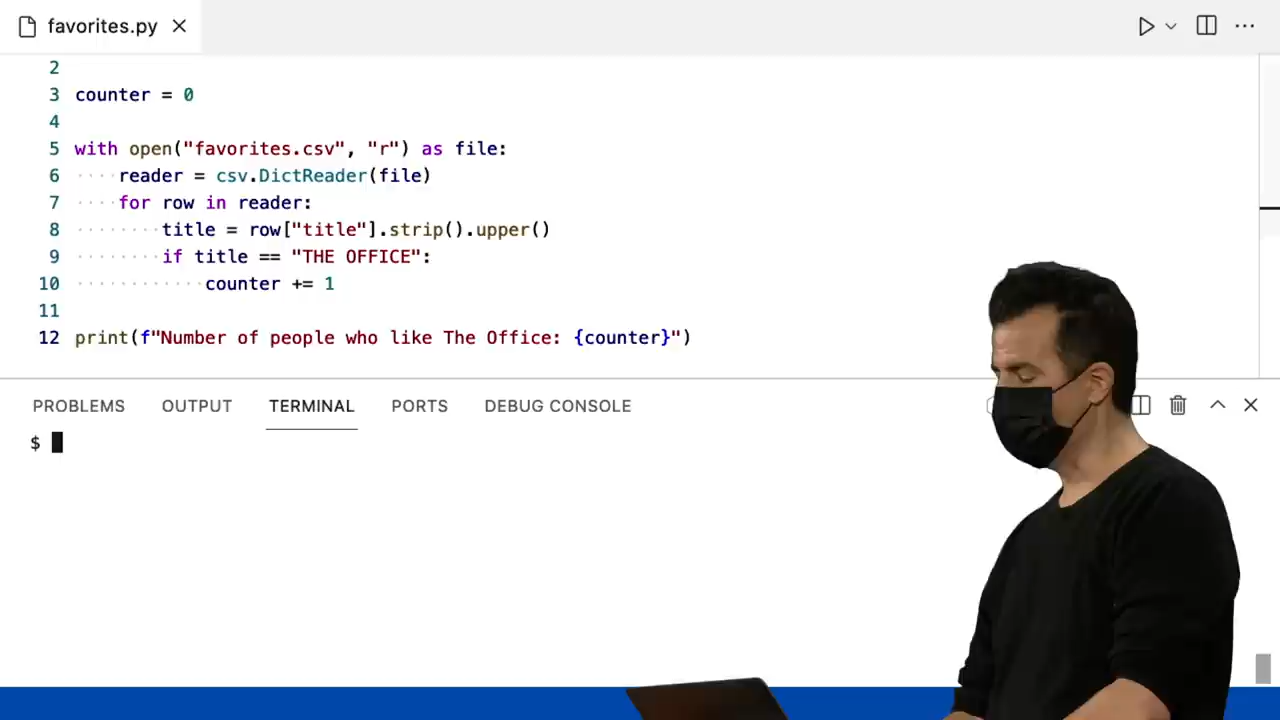 favorites.py
2
3 counter = 0
4
5 with open("favorites.csv", "r") as file:
6 reader = csv.DictReader(file)
7 for row in reader:
8 title = row["title"].strip().upper()
9 if title == "THE OFFICE":
10 counter += 1
11
12 print(f"Number of people who like The Office: {counter}")
PROBLEMS OUTPUT TERMINAL PORTS DEBUG CONSOLE
$